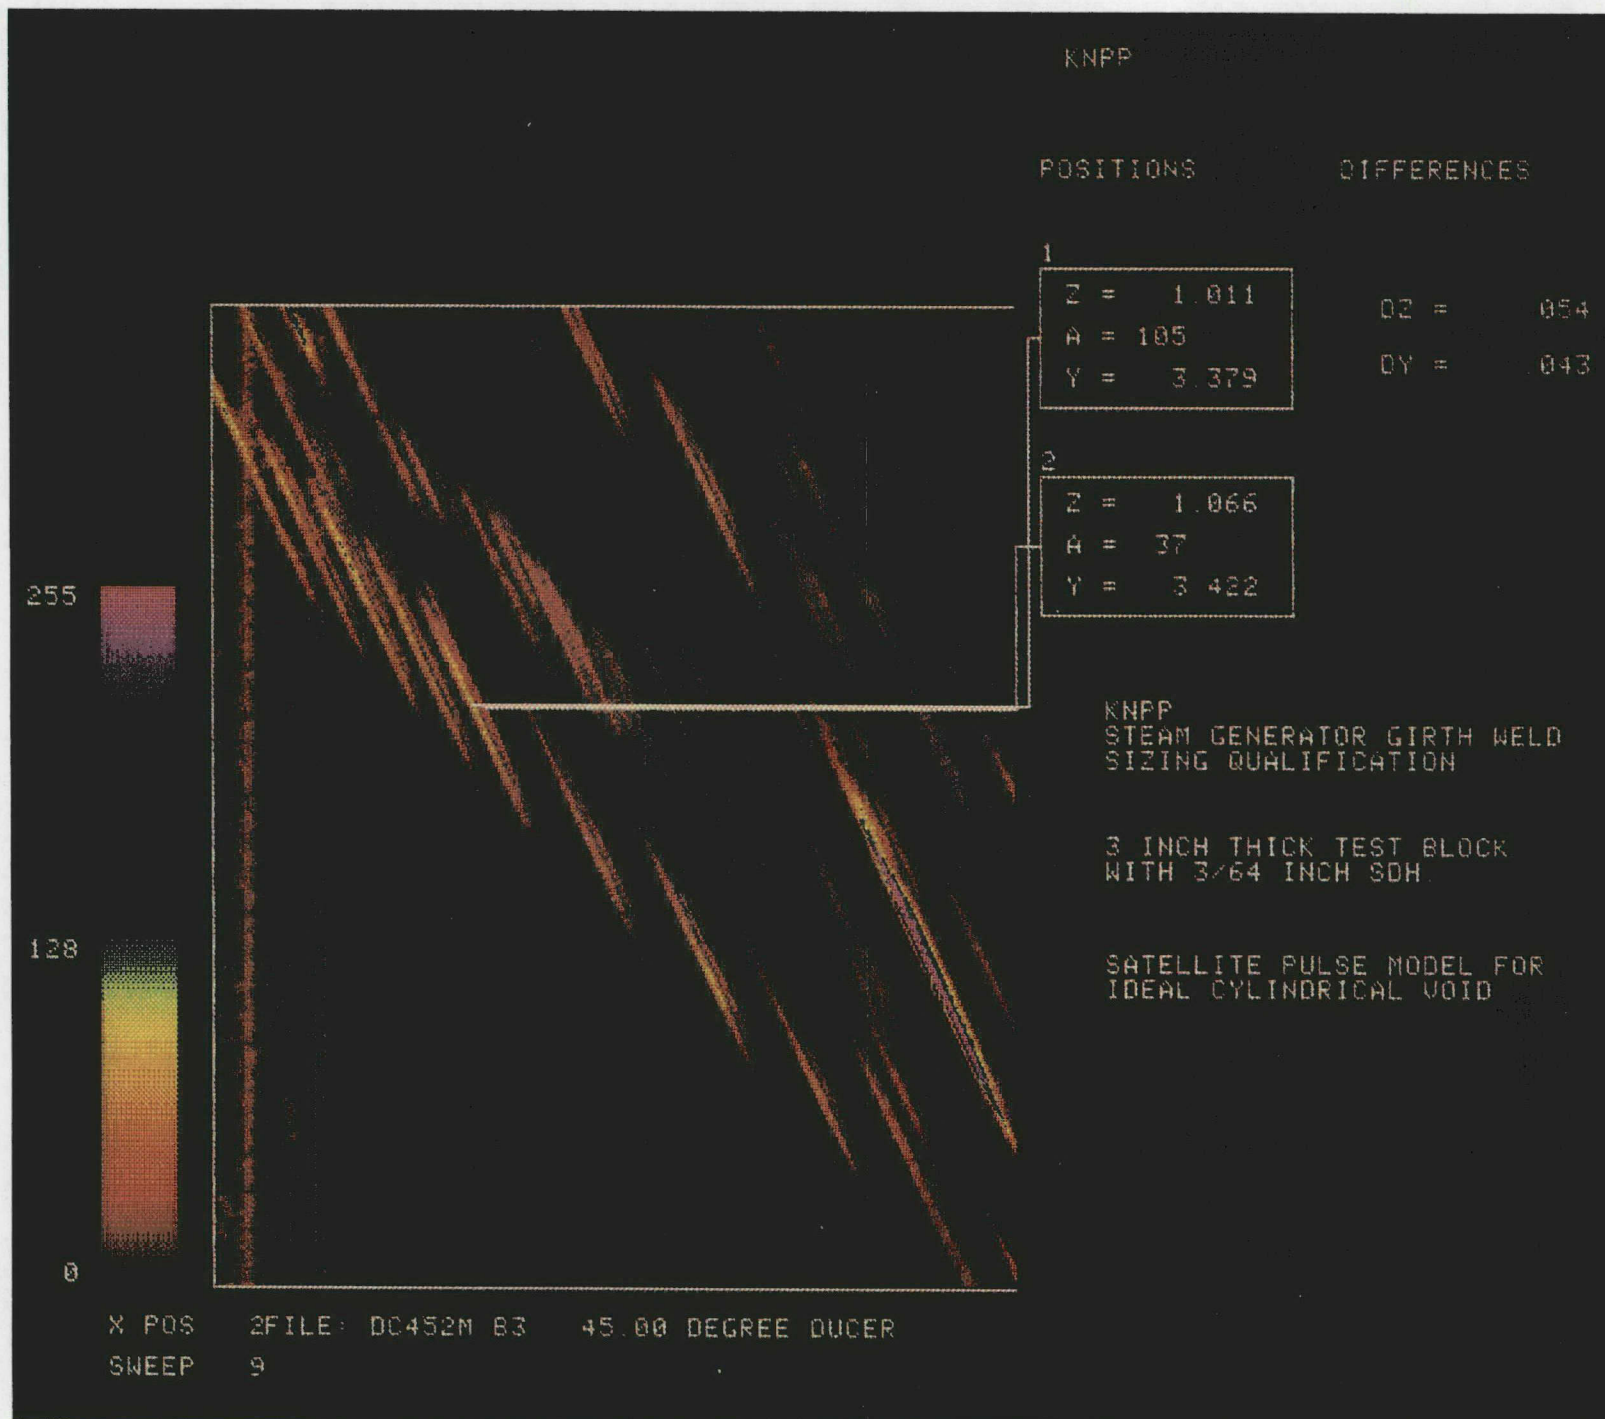 KNPP
POSITIONS DIFFERENCES
1
Z = 1.011
A = 105
Y = 3.379
DZ = .054
DY = .043
2
Z = 1.066
A = 37
Y = 3.422
255
128
0
KNPP
STEAM GENERATOR GIRTH WELD
SIZING QUALIFICATION
3 INCH THICK TEST BLOCK
WITH 3/64 INCH SDH.
SATELLITE PULSE MODEL FOR
IDEAL CYLINDRICAL VOID
X POS 2FILE: DC452M B3 45.00 DEGREE DUCER
SWEEP 9